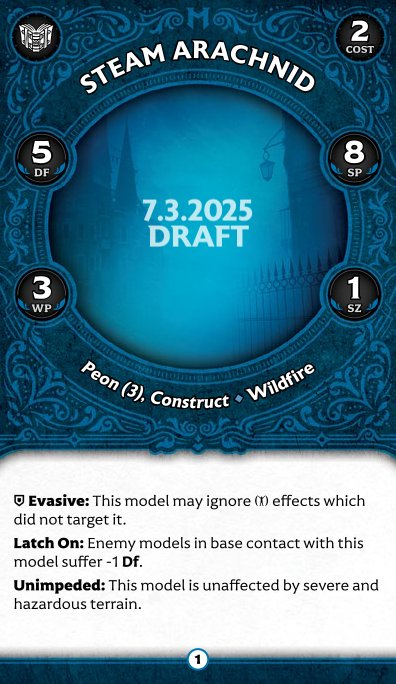 2
COST
STEAM ARACHNID
5
DF
8
SP
7.3.2025
DRAFT
3
WP
1
SZ
Peon (3), Construct ◆ Wildfire
Evasive: This model may ignore effects which
did not target it.
Latch On: Enemy models in base contact with this
model suffer -1 Df.
Unimpeded: This model is unaffected by severe and
hazardous terrain.
1